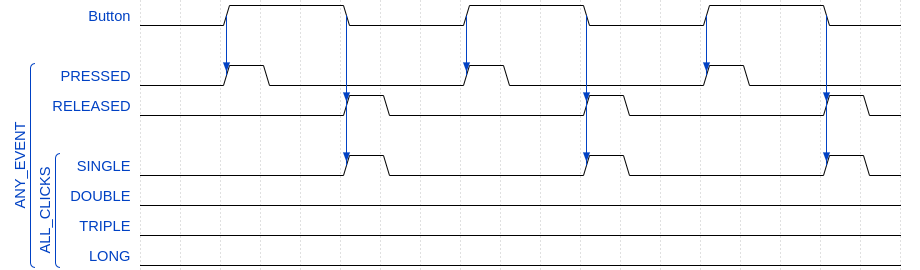 Button
PRESSED
RELEASED
SINGLE
DOUBLE
TRIPLE
LONG
ANY_EVENT
ALL_CLICKS